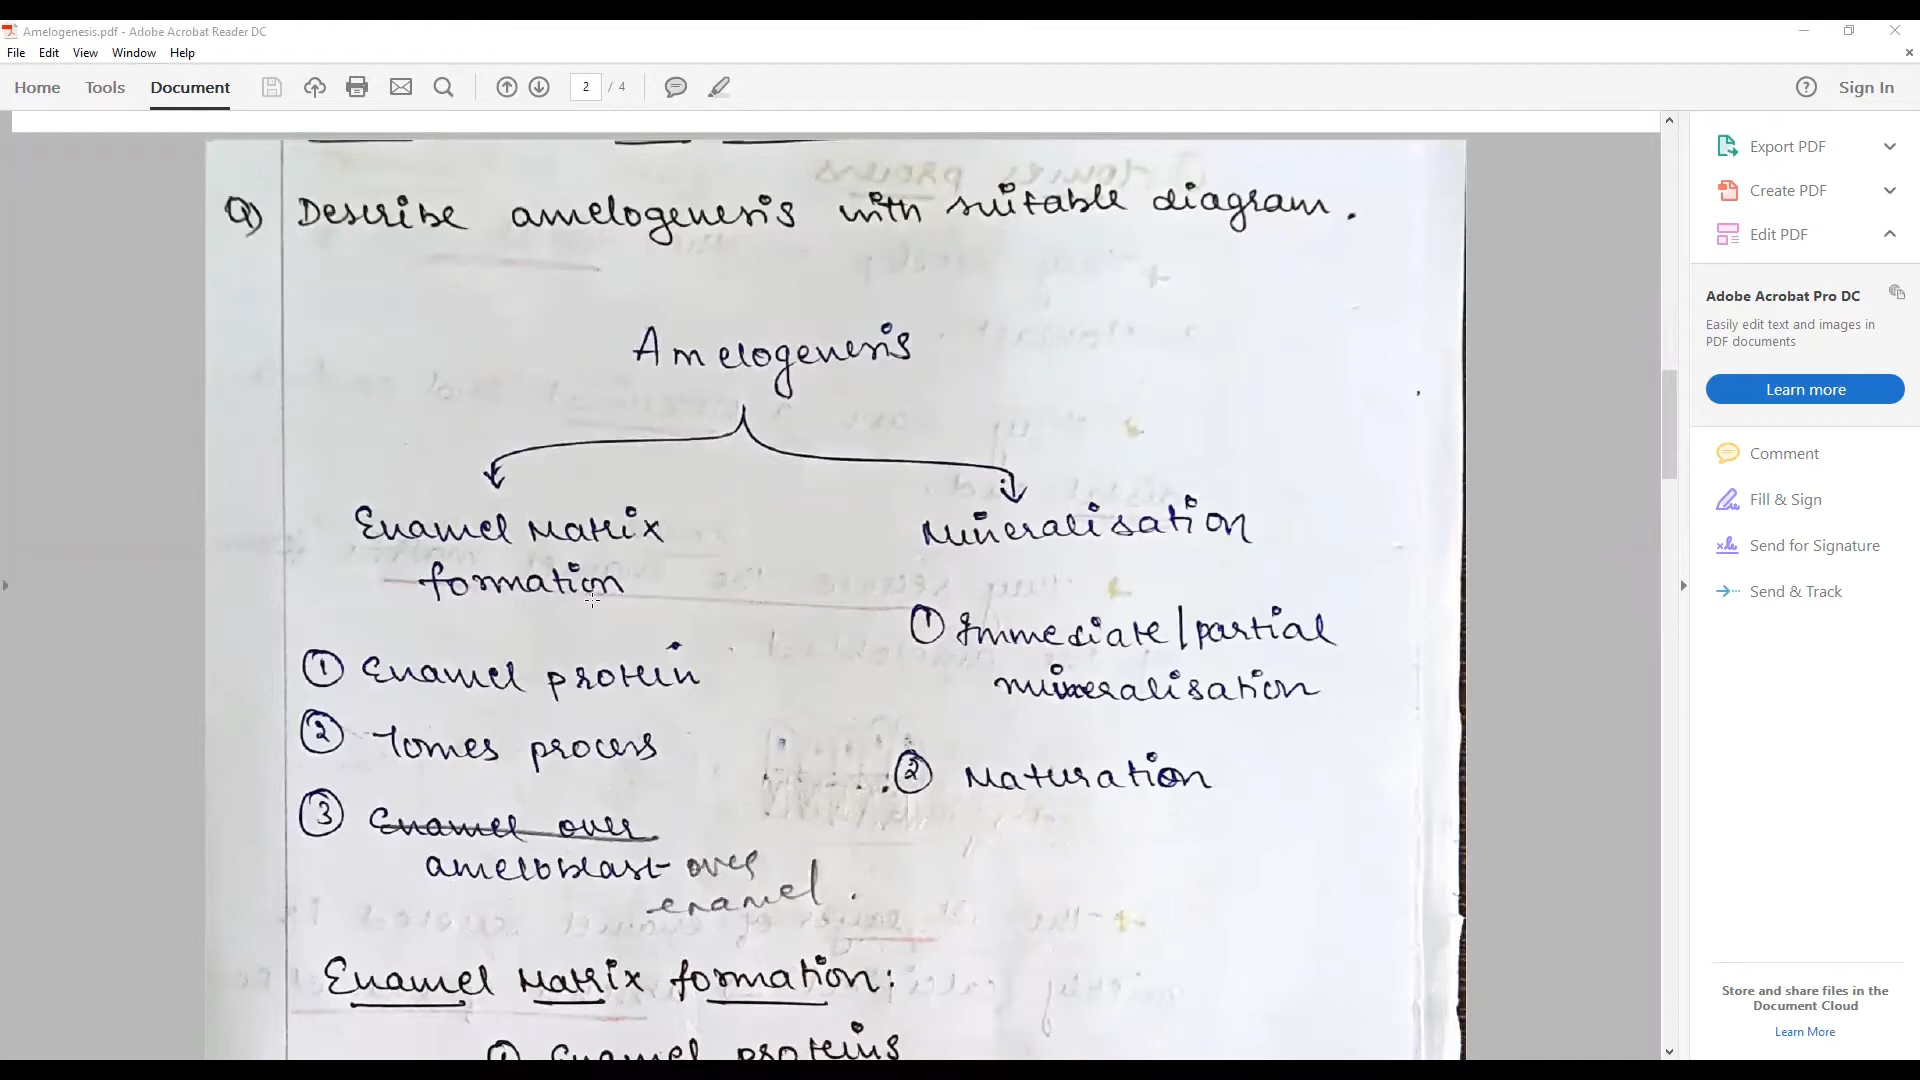 Amelogenesis.pdf - Adobe Acrobat Reader DC
File Edit View Window Help
Home Tools Document 2 / 4 Sign In
Q) Describe amelogenesis with suitable diagram.
Amelogenesis
Enamel Matrix
formation
① Enamel protein
② Tomes process
③ Enamel over
ameloblast over
enamel.
Mineralisation
① Immediate/partial
mineralisation
② Maturation
Enamel Matrix formation:
① Enamel proteins
Export PDF
Create PDF
Edit PDF
Adobe Acrobat Pro DC
Easily edit text and images in
PDF documents
Learn more
Comment
Fill & Sign
Send for Signature
Send & Track
Store and share files in the
Document Cloud
Learn More